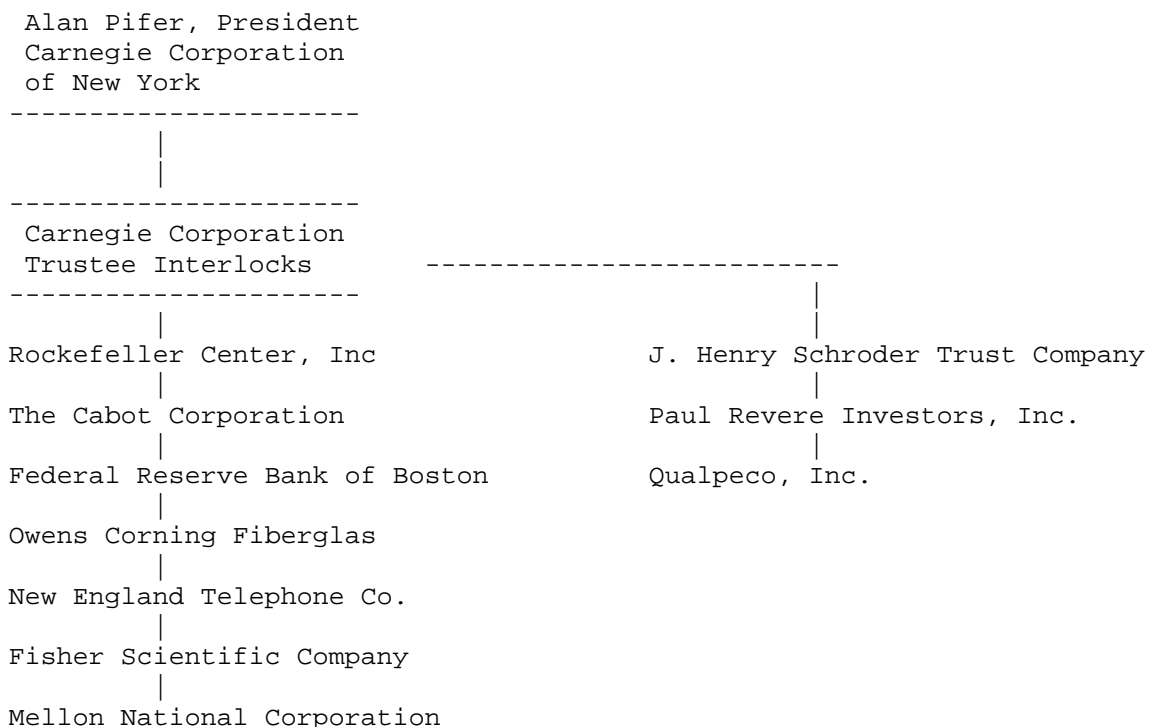 Alan Pifer, President
Carnegie Corporation
of New York
----------------------
|
|
----------------------
Carnegie Corporation
Trustee Interlocks --------------------------
---------------------- |
| |
Rockefeller Center, Inc J. Henry Schroder Trust Company
| |
The Cabot Corporation Paul Revere Investors, Inc.
| |
Federal Reserve Bank of Boston Qualpeco, Inc.
|
Owens Corning Fiberglas
|
New England Telephone Co.
|
Fisher Scientific Company
|
Mellon National Corporation